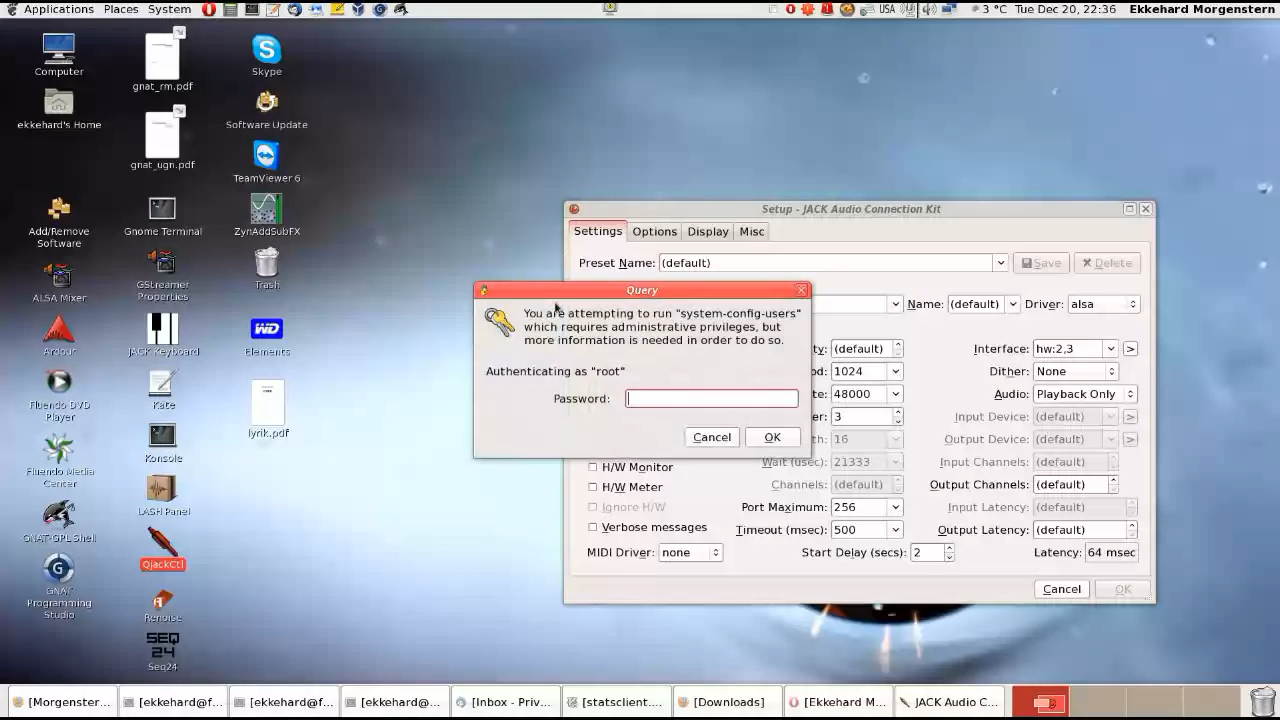 Applications Places System
USA
3 °C Tue Dec 20, 22:36
Ekkehard Morgenstern
Computer
gnat_rm.pdf
Skype
ekkehard's Home
gnat_ugn.pdf
Software Update
TeamViewer 6
Add/Remove
Software
Gnome Terminal
ZynAddSubFX
ALSA Mixer
GStreamer
Properties
Trash
Ardour
JACK Keyboard
WD
Elements
Fluendo DVD
Player
Kate
lyrik.pdf
Fluendo Media
Center
Konsole
LASH Panel
GNAT-GPL Shell
QjackCtl
GNAT
Programming
Studio
Renoise
SEQ
24
Seq24
Setup - JACK Audio Connection Kit
Settings Options Display Misc
Preset Name: (default) Save Delete
Name: (default) Driver: alsa
(default) Interface: hw:2,3
1024 Dither: None
48000 Audio: Playback Only
3 Input Device: (default) >
16 Output Device: (default) >
H/W Monitor Wait (usec): 21333 Input Channels: (default)
H/W Meter Channels: (default) Output Channels: (default)
Ignore H/W Port Maximum: 256 Input Latency: (default)
Verbose messages Timeout (msec): 500 Output Latency: (default)
MIDI Driver: none Start Delay (secs): 2 Latency: 64 msec
Cancel OK
Query
You are attempting to run "system-config-users"
which requires administrative privileges, but
more information is needed in order to do so.
Authenticating as "root"
Password:
Cancel OK
[Morgenster... [ekkehard@f... [ekkehard@f... [ekkehard@... [Inbox - Priv... [statsclient.... [Downloads] [Ekkehard M... JACK Audio C...